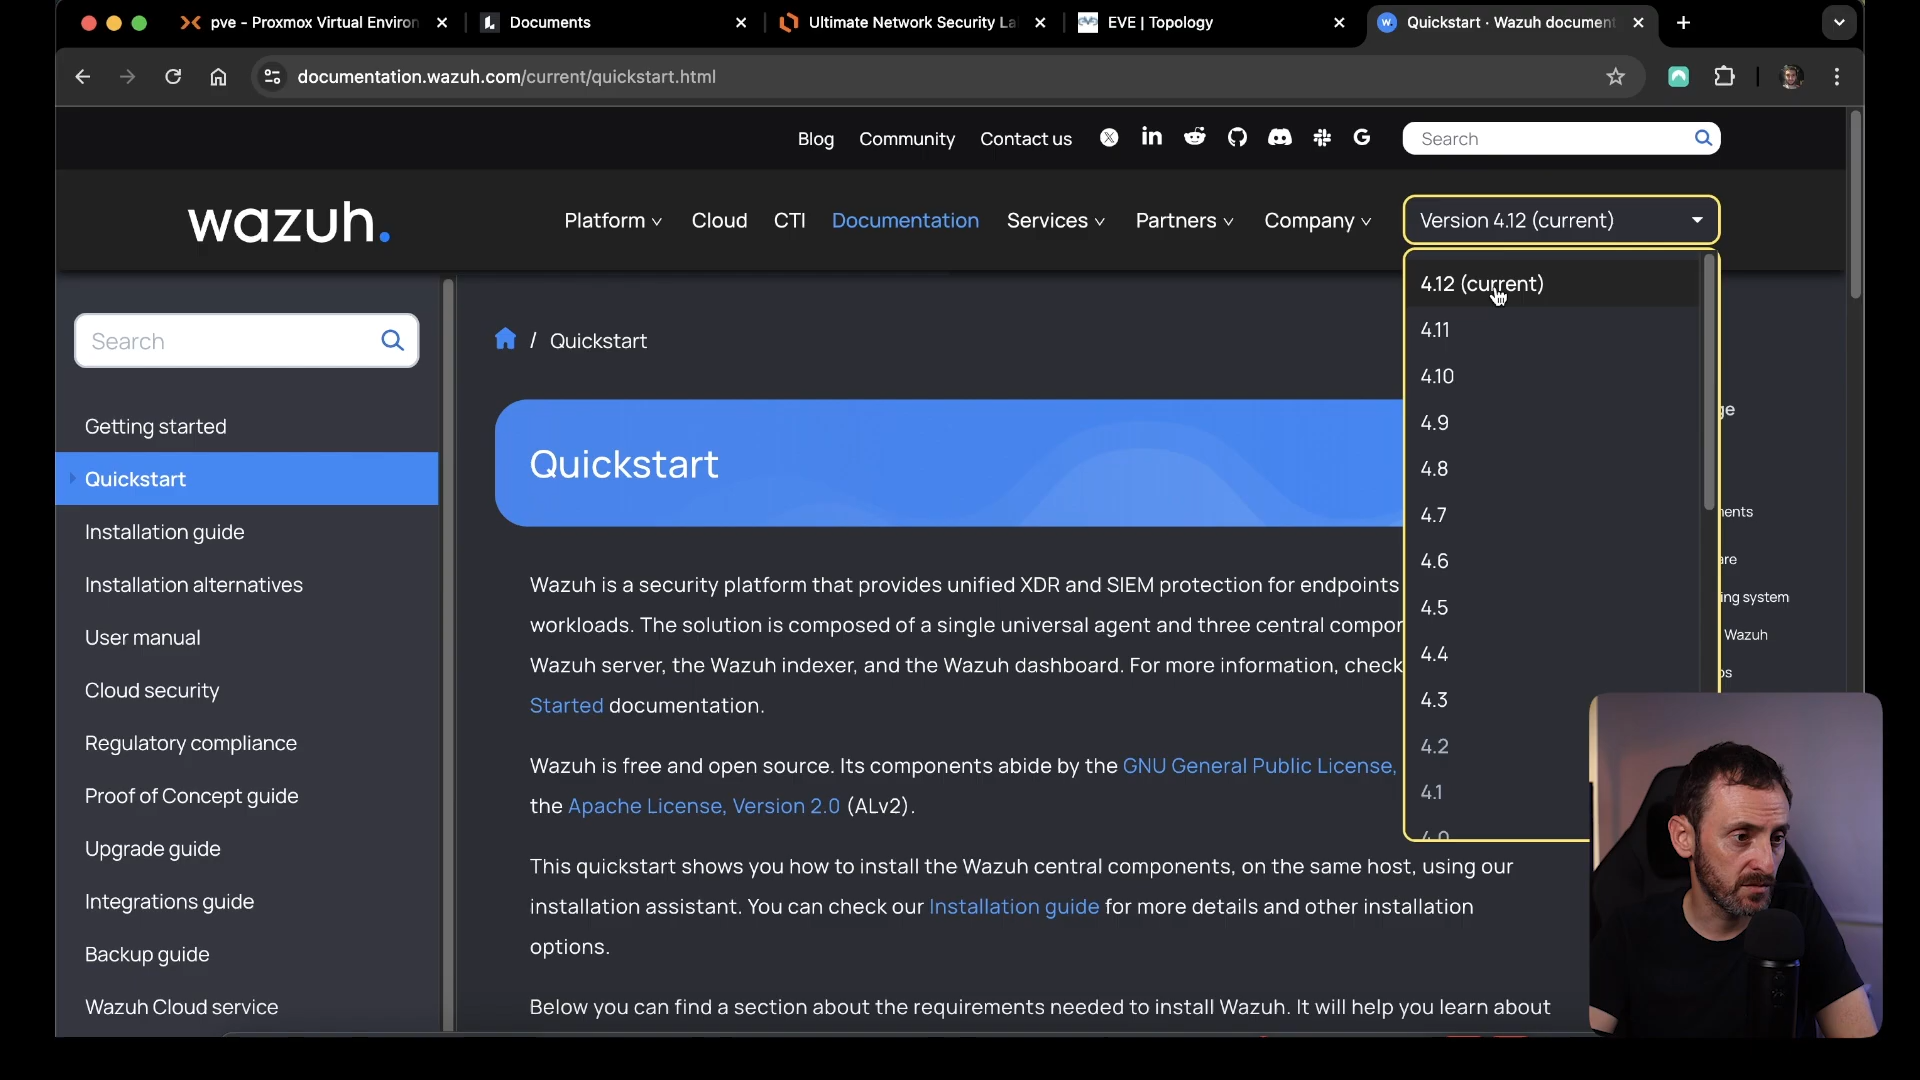 pve - Proxmox Virtual Environ
Documents
Ultimate Network Security La
EVE | Topology
Quickstart · Wazuh document
documentation.wazuh.com/current/quickstart.html
Blog
Community
Contact us
Search
wazuh.
Platform
Cloud
CTI
Documentation
Services
Partners
Company
Version 4.12 (current)
4.12 (current)
4.11
4.10
4.9
4.8
4.7
4.6
4.5
4.4
4.3
4.2
4.1
4.0
Search
Getting started
Quickstart
Installation guide
Installation alternatives
User manual
Cloud security
Regulatory compliance
Proof of Concept guide
Upgrade guide
Integrations guide
Backup guide
Wazuh Cloud service
/ Quickstart
Quickstart
Wazuh is a security platform that provides unified XDR and SIEM protection for endpoints
workloads. The solution is composed of a single universal agent and three central compor
Wazuh server, the Wazuh indexer, and the Wazuh dashboard. For more information, check
Started documentation.
Wazuh is free and open source. Its components abide by the GNU General Public License,
the Apache License, Version 2.0 (ALv2).
This quickstart shows you how to install the Wazuh central components, on the same host, using our
installation assistant. You can check our Installation guide for more details and other installation
options.
Below you can find a section about the requirements needed to install Wazuh. It will help you learn about
ing system
Wazuh